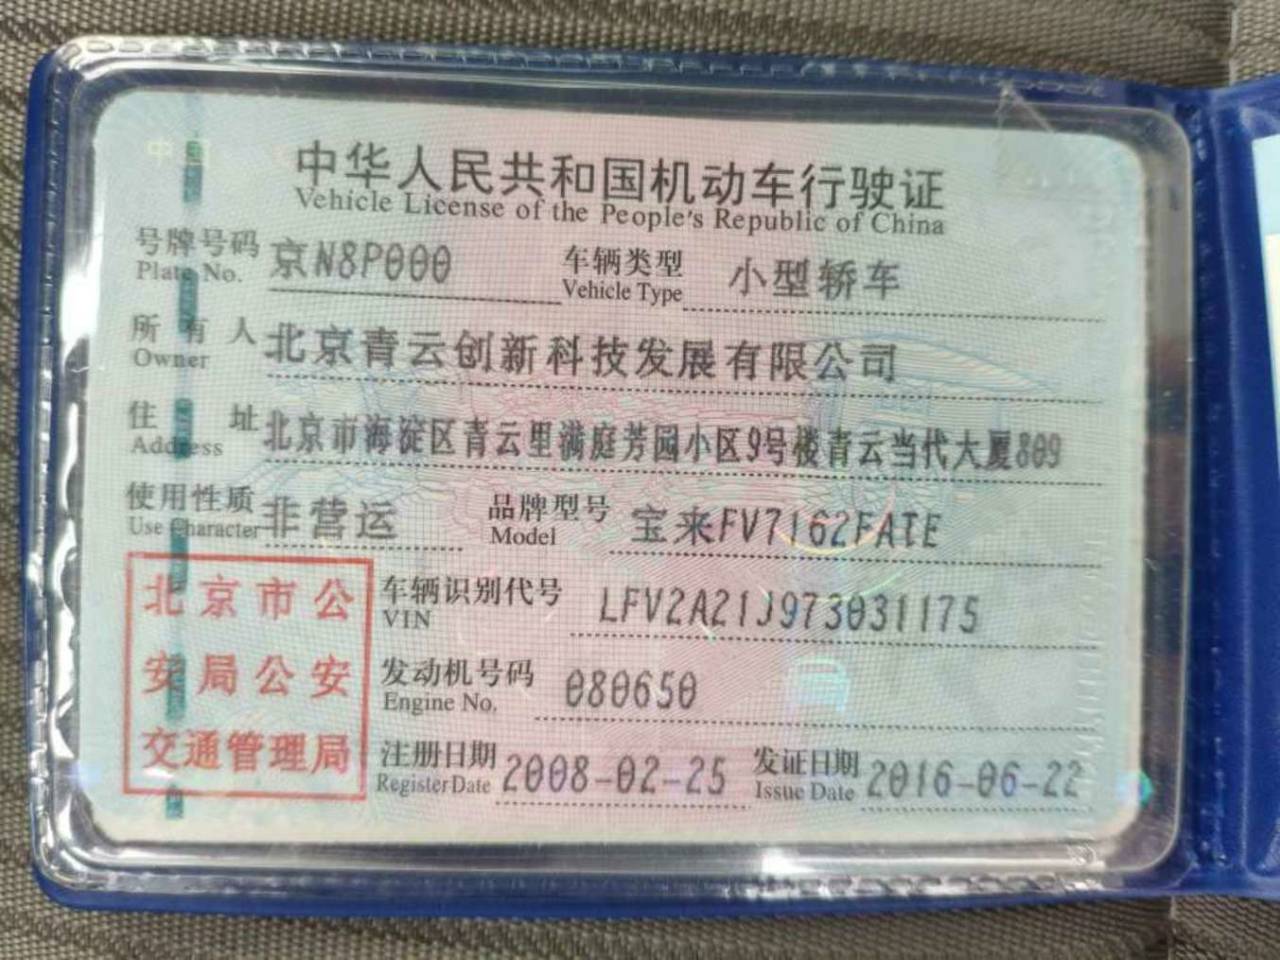 中国
中华人民共和国机动车行驶证
Vehicle License of the People's Republic of China
号牌号码 京N8P000 车辆类型 小型轿车
Plate No. Vehicle Type
所有人 北京青云创新科技发展有限公司
Owner
住址 北京市海淀区青云里满庭芳园小区9号楼青云当代大厦809
Address
使用性质 非营运 品牌型号 宝来FV7162FATE
Use Character Model
北京市公
安局公安
交通管理局
车辆识别代号 LFV2A21J973031175
VIN
发动机号码 080650
Engine No.
注册日期 2008-02-25 发证日期 2016-06-22
Register Date Issue Date